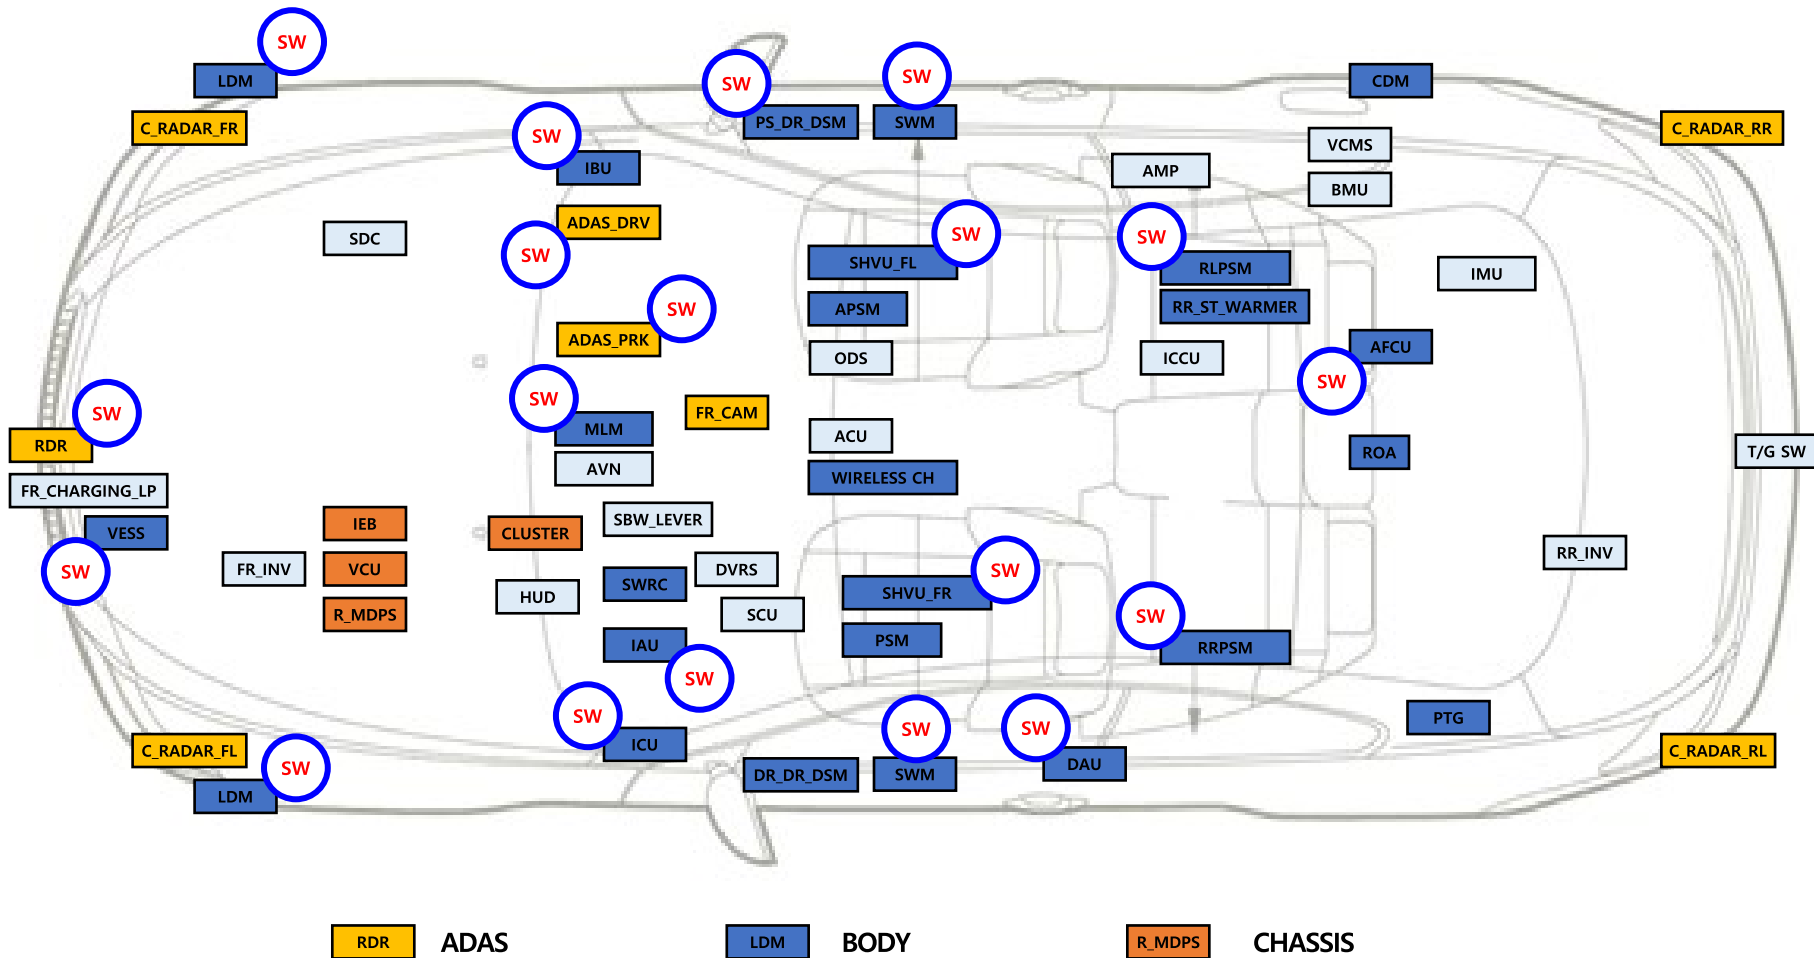 SW
LDM
C_RADAR_FR
SW
SW
PS_DR_DSM
SWM
CDM
C_RADAR_RR
SW
IBU
VCMS
AMP
BMU
ADAS_DRV
SW
SDC
SW
SHVU_FL
SW
RLPSM
IMU
SW
APSM
RR_ST_WARMER
ADAS_PRK
ODS
ICCU
AFCU
SW
SW
SW
FR_CAM
MLM
ACU
RDR
AVN
WIRELESS CH
ROA
T/G SW
FR_CHARGING_LP
VESS
IEB
SBW_LEVER
CLUSTER
SW
FR_INV
VCU
DVRS
SW
RR_INV
SWRC
HUD
SHVU_FR
R_MDPS
SCU
SW
IAU
PSM
RRPSM
SW
SW
SW
SW
PTG
ICU
C_RADAR_FL
SW
DR_DR_DSM
SWM
DAU
C_RADAR_RL
LDM
RDR ADAS
LDM BODY
R_MDPS CHASSIS